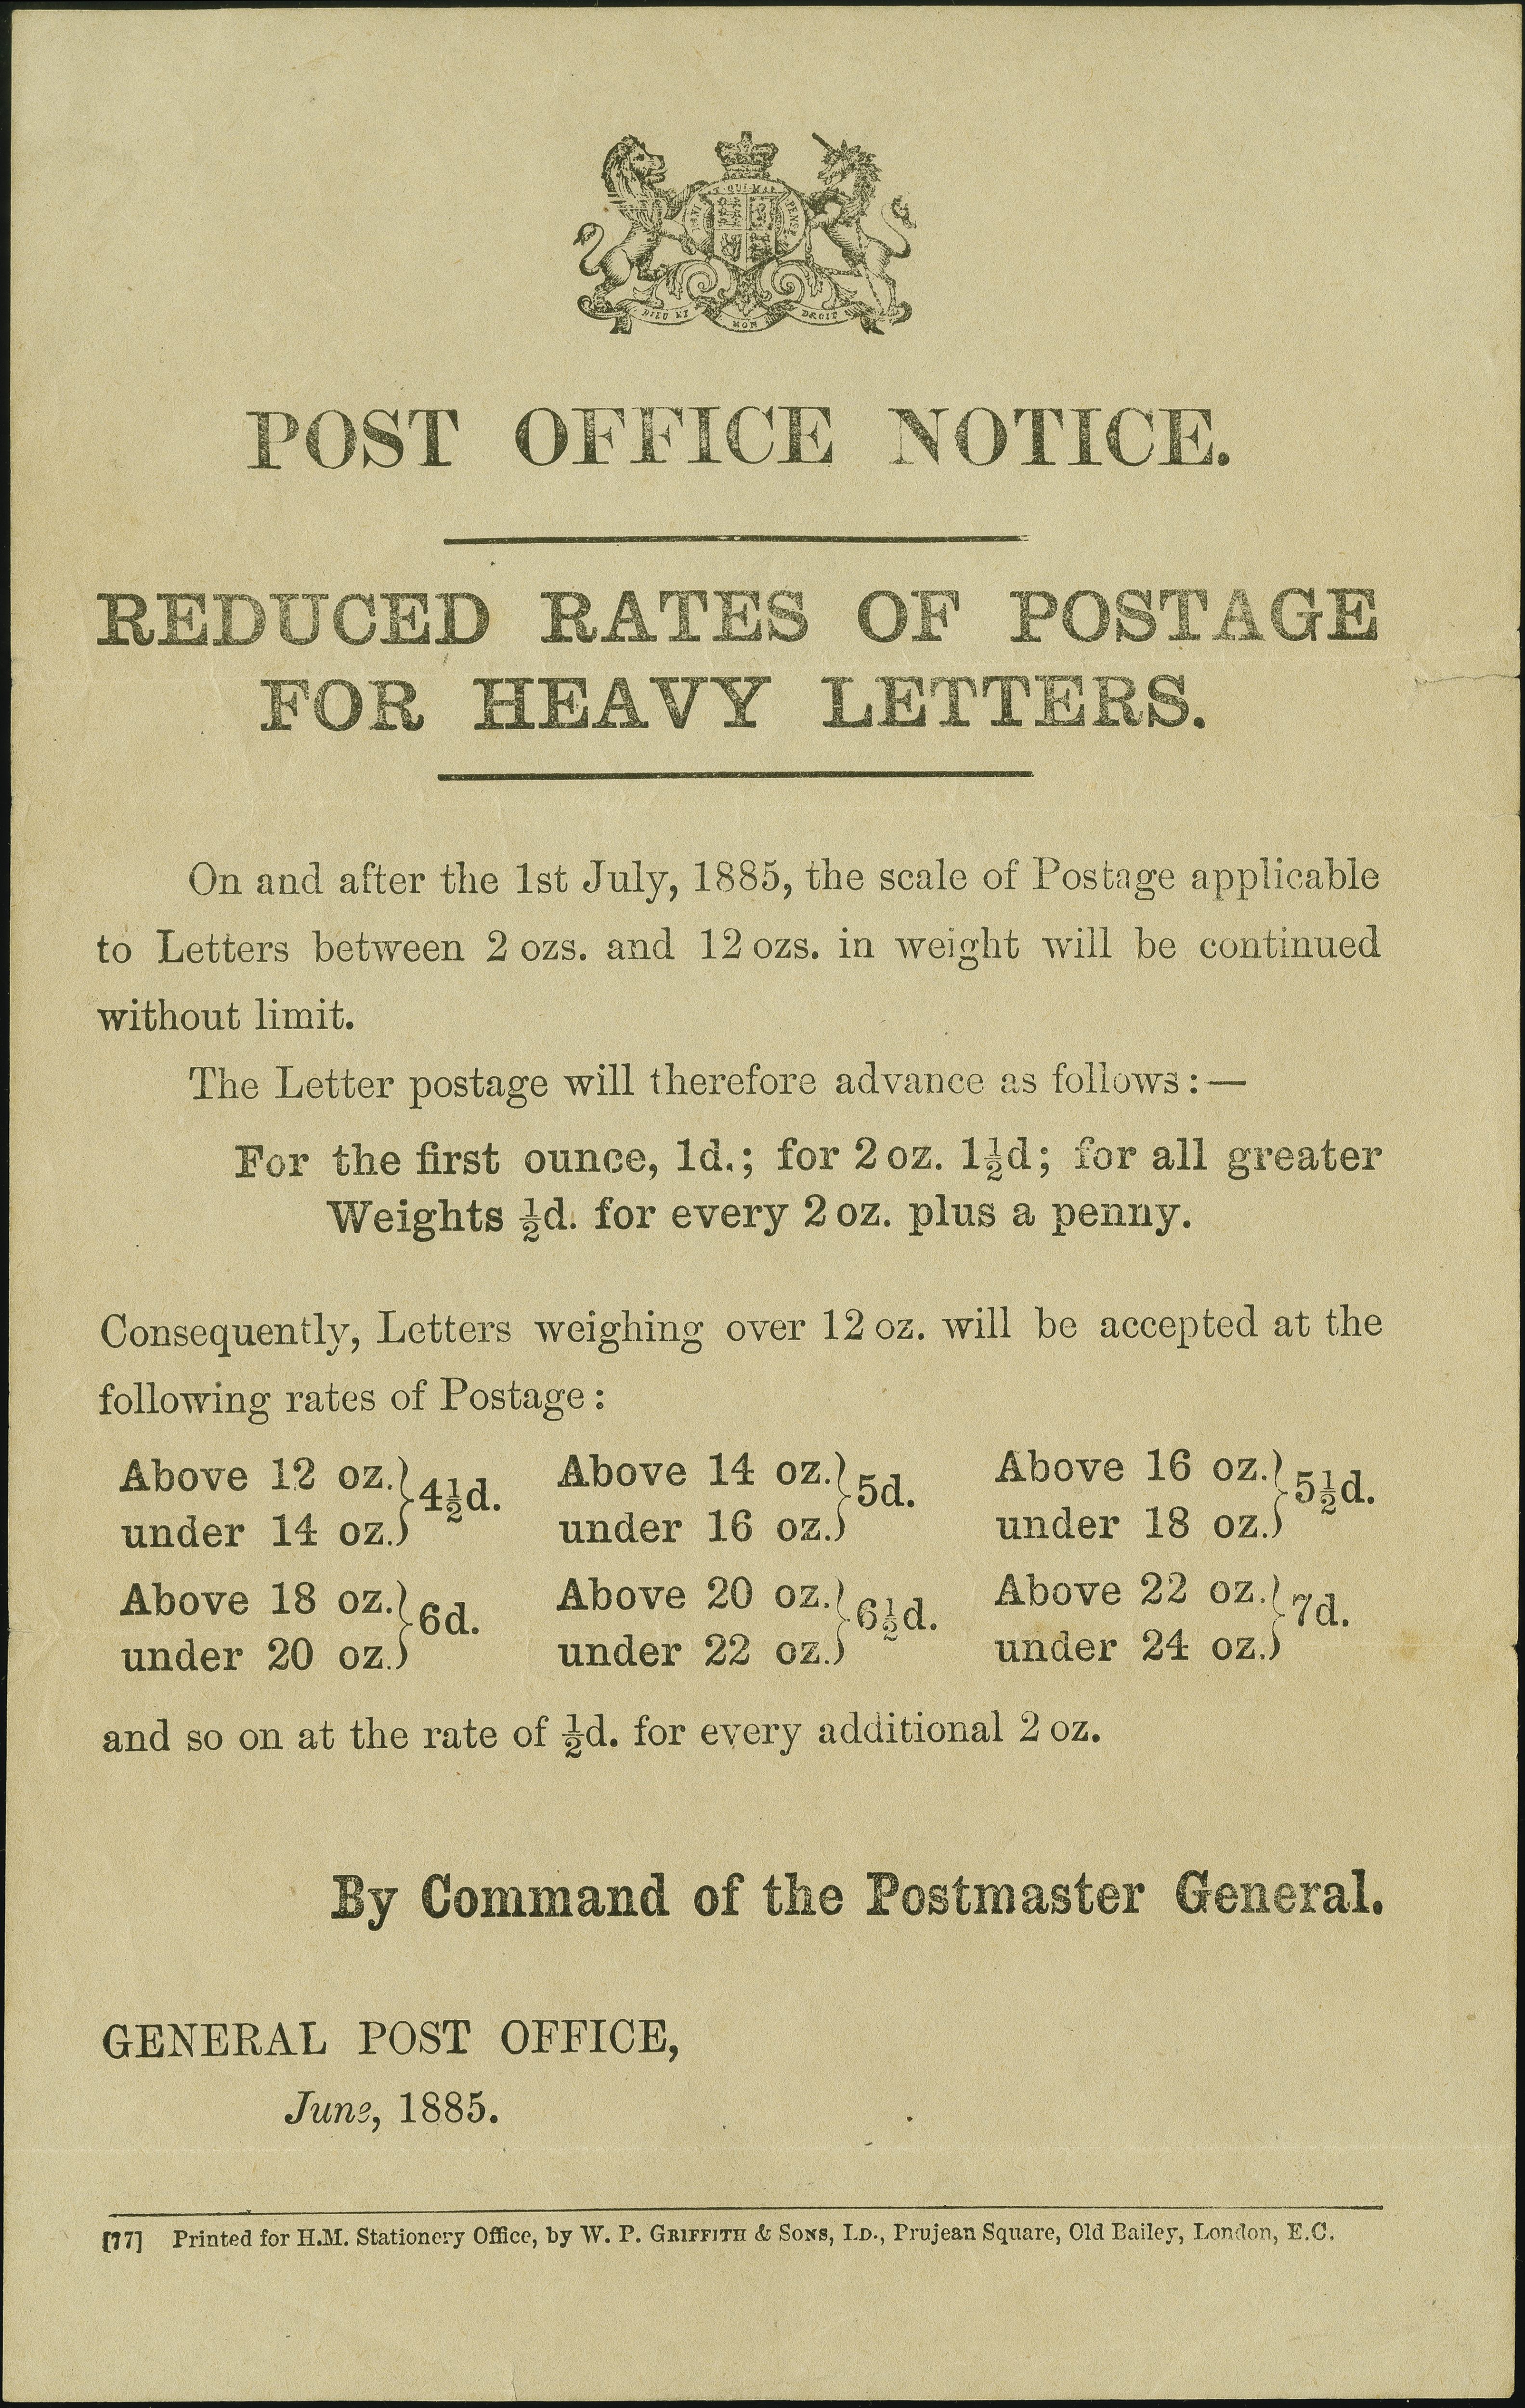 DIEU ET MON DROIT
POST OFFICE NOTICE.
REDUCED RATES OF POSTAGE
FOR HEAVY LETTERS.
On and after the 1st July, 1885, the scale of Postage applicable
to Letters between 2 ozs. and 12 ozs. in weight will be continued
without limit.
The Letter postage will therefore advance as follows:—
For the first ounce, 1d.; for 2 oz. 1½d; for all greater
Weights ½d. for every 2 oz. plus a penny.
Consequently, Letters weighing over 12 oz. will be accepted at the
following rates of Postage:
Above 12 oz. } 4½d. Above 14 oz. } 5d. Above 16 oz. } 5½d.
under 14 oz. under 16 oz. under 18 oz.
Above 18 oz. } 6d. Above 20 oz. } 6½d. Above 22 oz. } 7d.
under 20 oz. under 22 oz. under 24 oz.
and so on at the rate of ½d. for every additional 2 oz.
By Command of the Postmaster General.
GENERAL POST OFFICE,
June, 1885.
[77] Printed for H.M. Stationery Office, by W. P. GRIFFITH & SONS, LD., Prujean Square, Old Bailey, London, E.C.